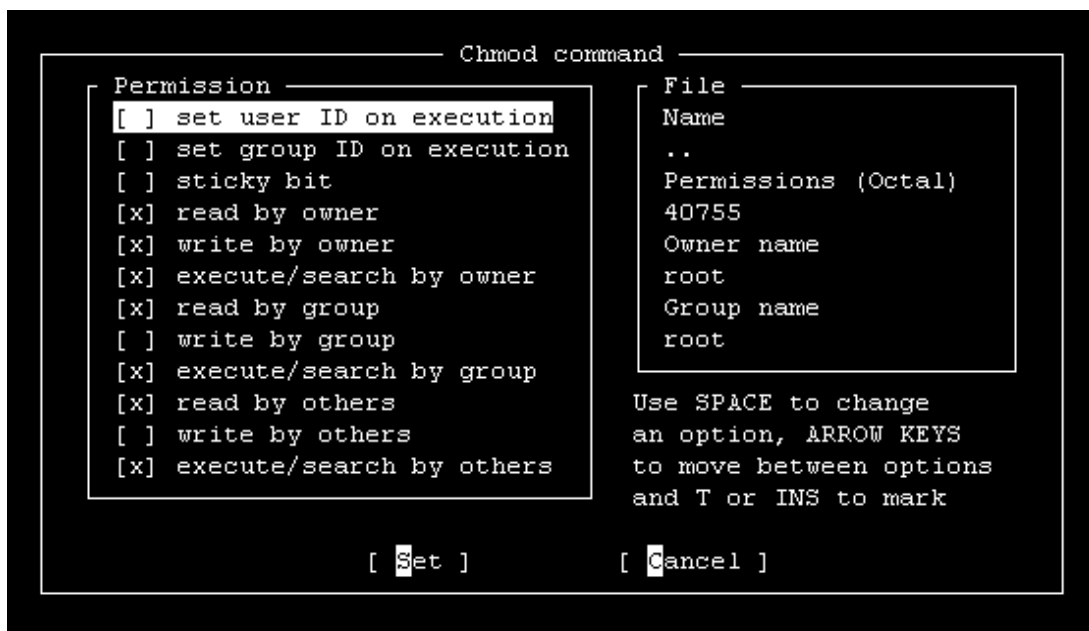 Chmod command
Permission
[ ] set user ID on execution
[ ] set group ID on execution
[ ] sticky bit
[x] read by owner
[x] write by owner
[x] execute/search by owner
[x] read by group
[ ] write by group
[x] execute/search by group
[x] read by others
[ ] write by others
[x] execute/search by others
File
Name
..
Permissions (Octal)
40755
Owner name
root
Group name
root
Use SPACE to change
an option, ARROW KEYS
to move between options
and T or INS to mark
[ Set ] [ Cancel ]